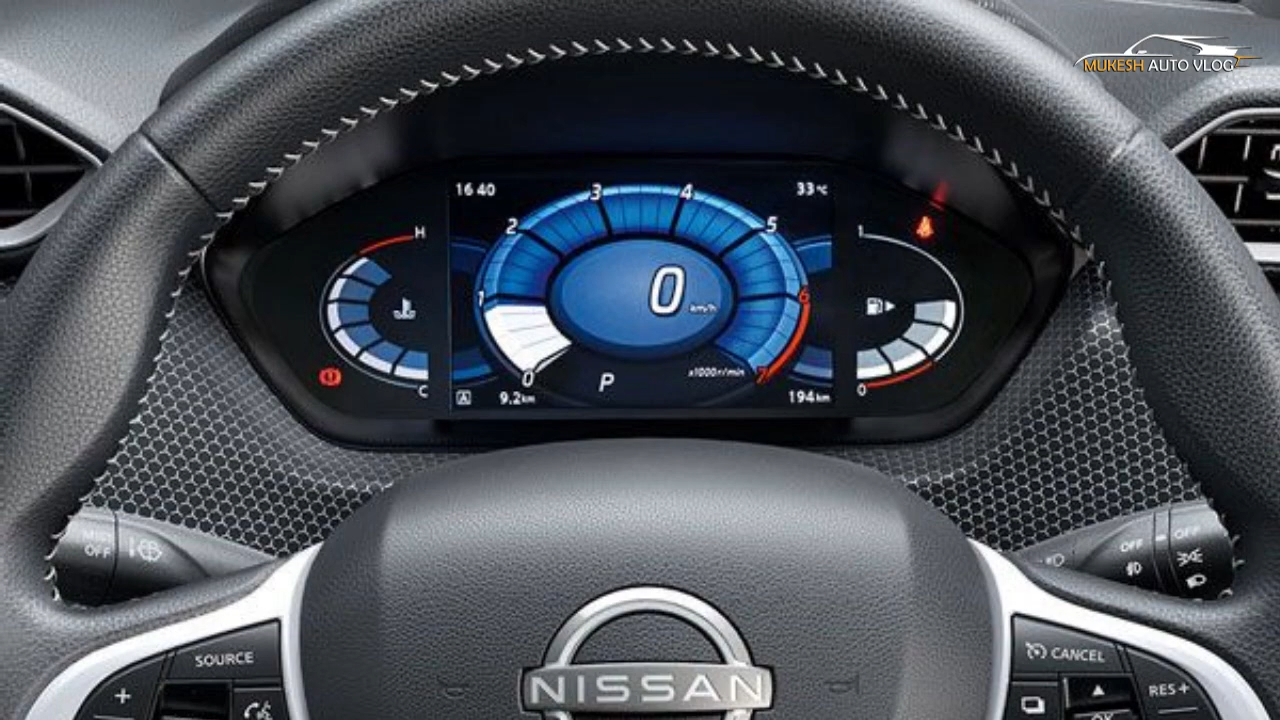 MUKESH AUTO VLOG
16:40
33°C
3
4
2
5
H
1
1
0
km/h
6
0
P
x1000r/min
7
C
0
A
9.2km
194km
OFF
OFF
OFF
SOURCE
CANCEL
+
RES+
NISSAN